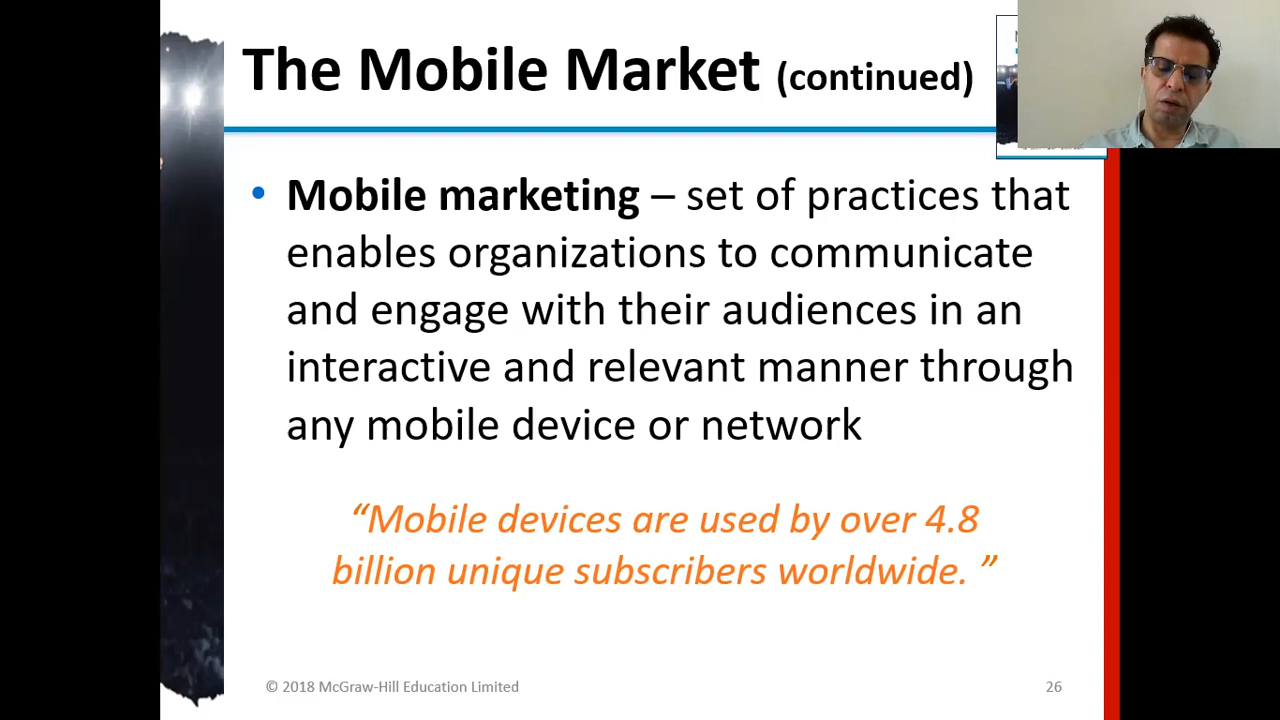 The Mobile Market (continued)
• Mobile marketing – set of practices that
enables organizations to communicate
and engage with their audiences in an
interactive and relevant manner through
any mobile device or network
“Mobile devices are used by over 4.8
billion unique subscribers worldwide. ”
© 2018 McGraw-Hill Education Limited
26